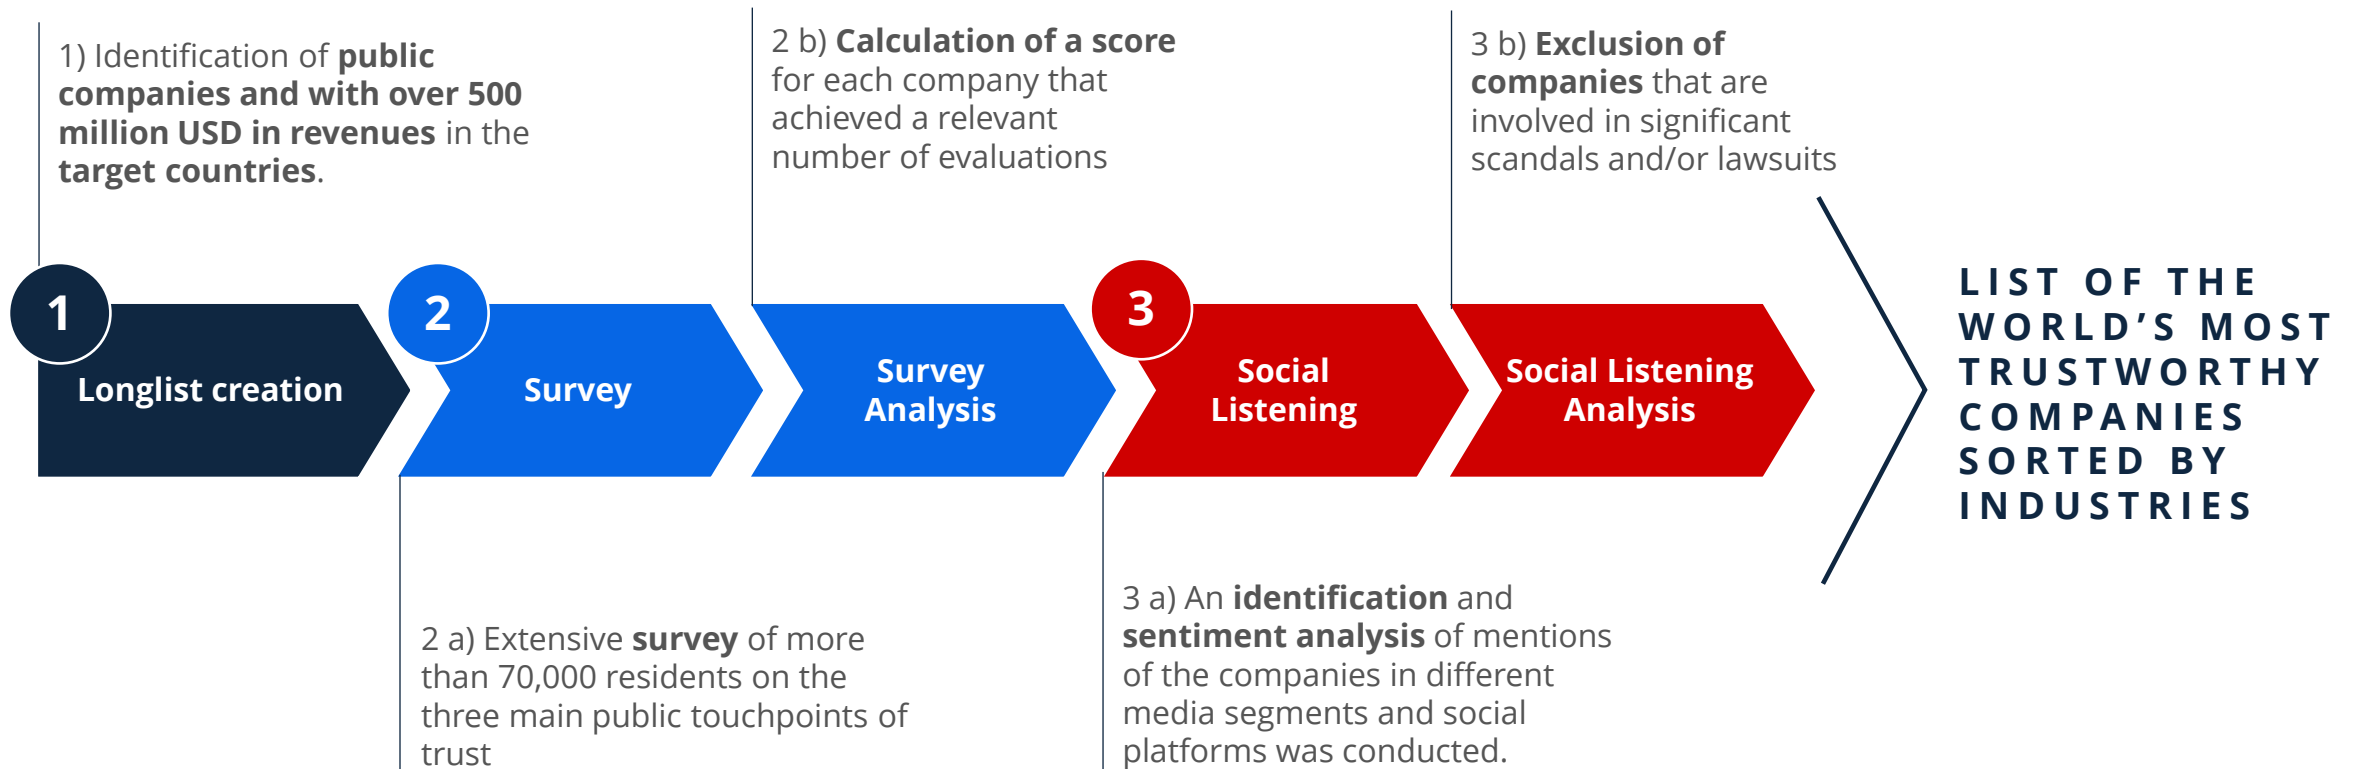 1) Identification of public
companies and with over 500
million USD in revenues in the
target countries.
2 b) Calculation of a score
for each company that
achieved a relevant
number of evaluations
3 b) Exclusion of
companies that are
involved in significant
scandals and/or lawsuits
1
Longlist creation
2
Survey
Survey
Analysis
3
Social
Listening
Social Listening
Analysis
LIST OF THE
WORLD’S MOST
TRUSTWORTHY
COMPANIES
SORTED BY
INDUSTRIES
2 a) Extensive survey of more
than 70,000 residents on the
three main public touchpoints of
trust
3 a) An identification and
sentiment analysis of mentions
of the companies in different
media segments and social
platforms was conducted.